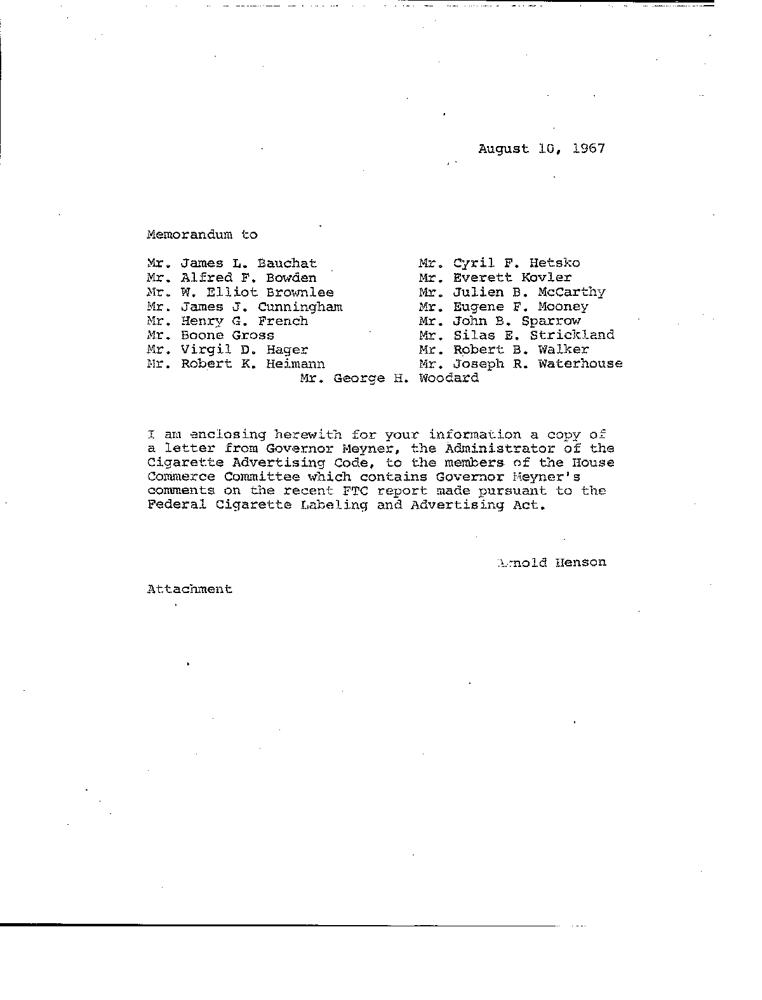 August 10, 1967
Memorandum to
Mr. James L. Bauchat
Mr. Alfred F. Bowden
Mr. W. Elliot Brownlee
Mr. James J. Cunningham
Mr. Henry G. French
Mr. Boone Gross
Mr. Virgil D. Hager
Mr. Robert K. Heimann
Mr. Cyril F. Hetsko
Mr. Everett Kovler
Mr. Julien B. McCarthy
Mr. Eugene F. Mooney
Mr. John B. Sparrow
Mr. Silas E. Strickland
Mr. Robert B. Walker
Mr. Joseph R. Waterhouse
Mr. George H. Woodard
I am enclosing herewith for your information a copy of
a letter from Governor Meyner, the Administrator of the
Cigarette Advertising Code, to the members of the House
Commerce Committee which contains Governor Meyner's
comments on the recent FTC report made pursuant to the
Federal Cigarette Labeling and Advertising Act.
Arnold Henson
Attachment